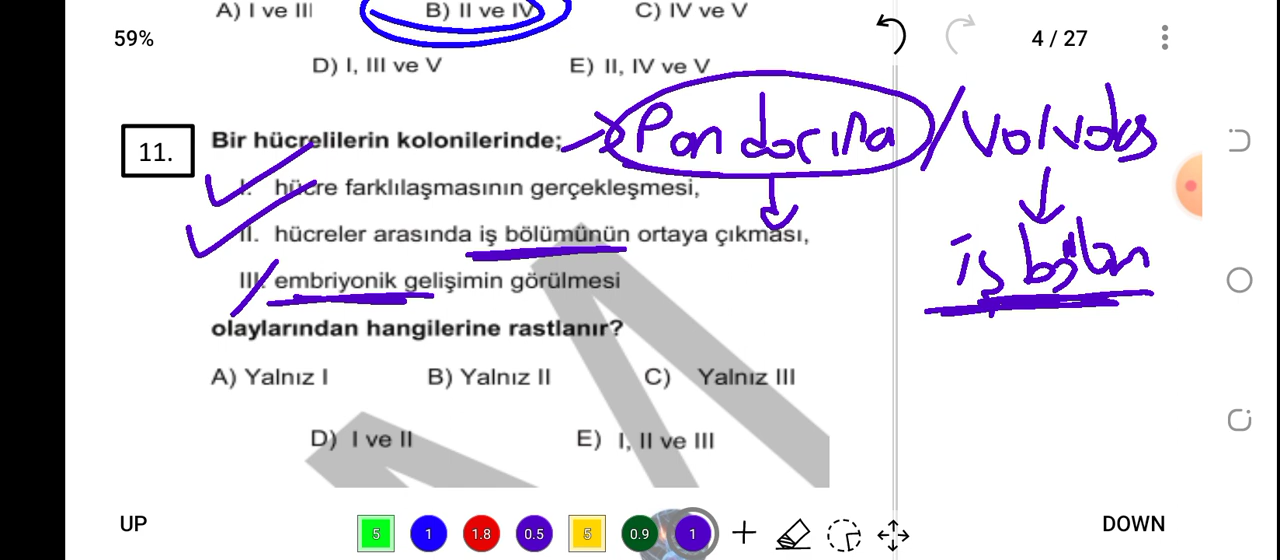 A) I ve III B) II ve IV C) IV ve V
59% 4 / 27
D) I, III ve V E) II, IV ve V
Pandorina / Volvoks
11. Bir hücrelilerin kolonilerinde;
I. hücre farklılaşmasının gerçekleşmesi,
II. hücreler arasında iş bölümünün ortaya çıkması,
iş bölüm
III. embriyonik gelişimin görülmesi
olaylarından hangilerine rastlanır?
A) Yalnız I B) Yalnız II C) Yalnız III
D) I ve II E) I, II ve III
UP 5 1 1.8 0.5 5 0.9 1 DOWN